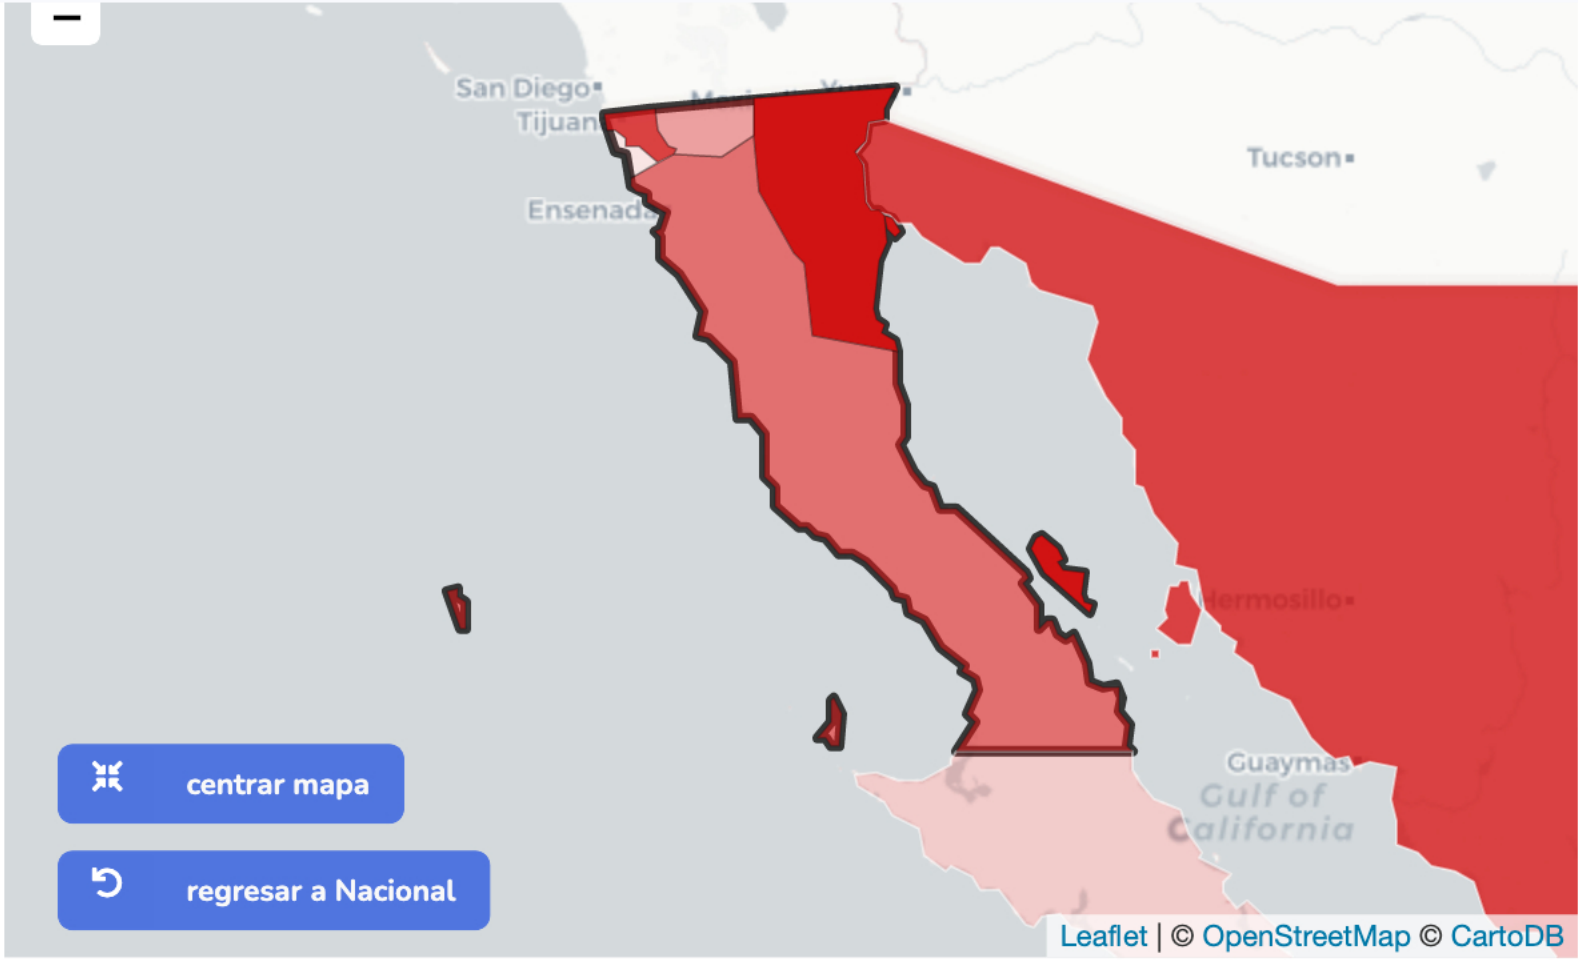 −
San Diego
Tijuan
Ensenada
Tucson
Hermosillo
Guaymas
Gulf of
California
centrar mapa
regresar a Nacional
Leaflet | © OpenStreetMap © CartoDB